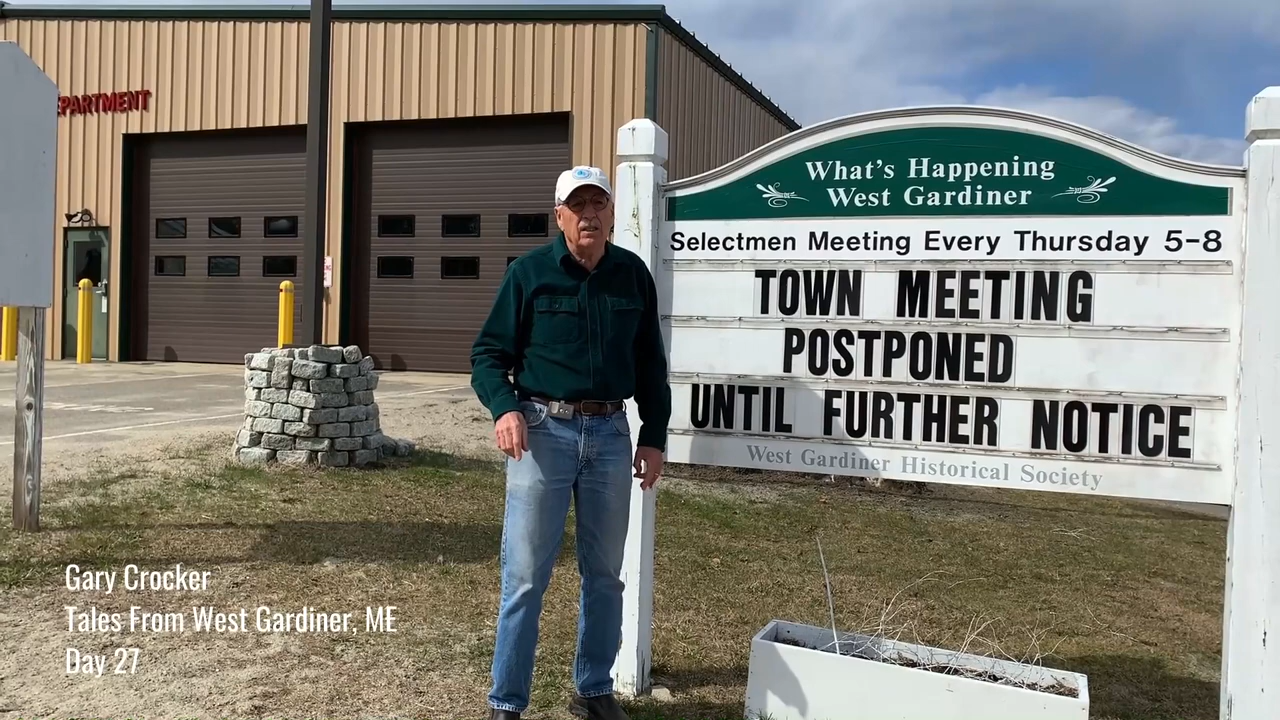 EPARTMENT
What's Happening
West Gardiner
Selectmen Meeting Every Thursday 5-8
TOWN MEETING
POSTPONED
UNTIL FURTHER NOTICE
West Gardiner Historical Society
Gary Crocker
Tales From West Gardiner, ME
Day 27